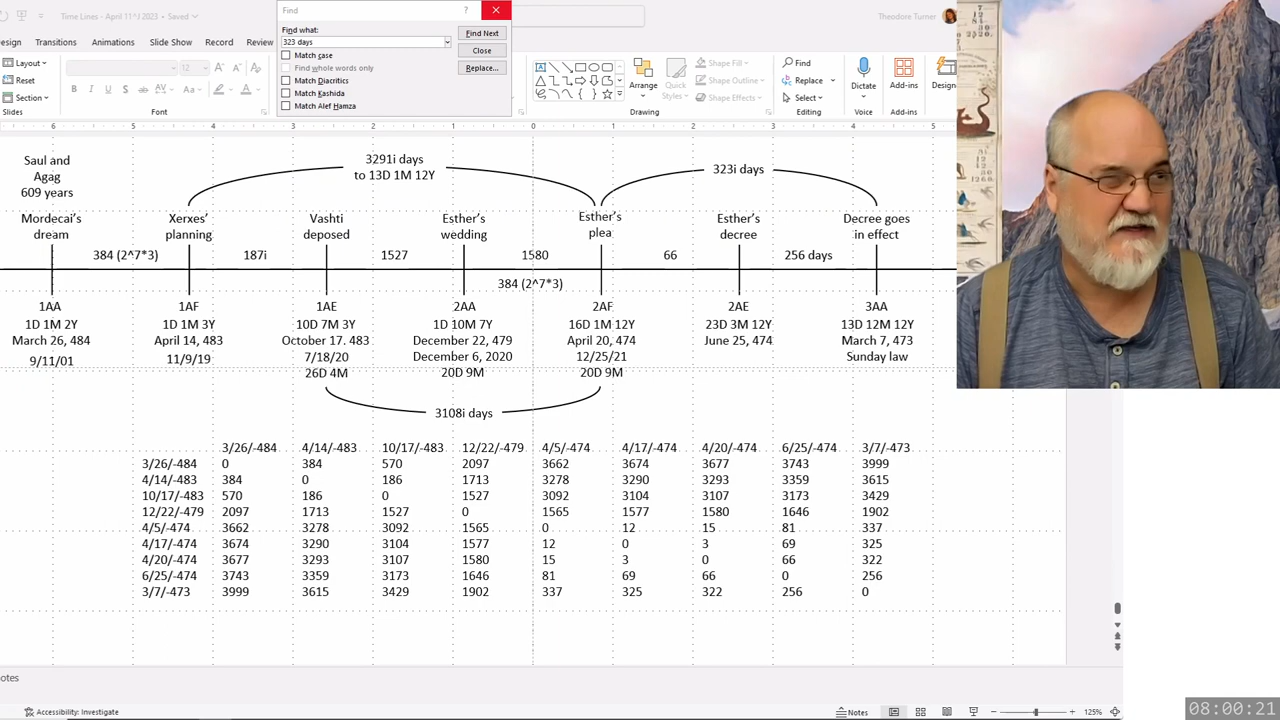 Time Lines - April 11^J 2023 • Saved
Find
?
Theodore Turner
Find what:
323 days
Find Next
Close
Replace...
Match case
Find whole words only
Match Diacritics
Match Kashida
Match Alef Hamza
Transitions
Animations
Slide Show
Record
Review
Layout
Reset
Section
Slides
Font
Arrange
Quick
Styles
Shape Fill
Shape Outline
Shape Effects
Drawing
Find
Replace
Select
Editing
Dictate
Voice
Add-ins
Add-ins
6 5 3 2 1 0 1 2 4 5
Saul and
Agag
609 years
3291i days
to 13D 1M 12Y
323i days
Mordecai's
dream
Xerxes'
planning
Vashti
deposed
Esther's
wedding
Esther's
plea
Esther's
decree
Decree goes
in effect
384 (2^7*3)
187i
1527
1580
66
256 days
384 (2^7*3)
1AA
1D 1M 2Y
March 26, 484
9/11/01
1AF
1D 1M 3Y
April 14, 483
11/9/19
1AE
10D 7M 3Y
October 17. 483
7/18/20
26D 4M
2AA
1D 10M 7Y
December 22, 479
December 6, 2020
20D 9M
2AF
16D 1M 12Y
April 20, 474
12/25/21
20D 9M
2AE
23D 3M 12Y
June 25, 474
3AA
13D 12M 12Y
March 7, 473
Sunday law
3108i days
3/26/-484 4/14/-483 10/17/-483 12/22/-479 4/5/-474 4/17/-474 4/20/-474 6/25/-474 3/7/-473
3/26/-484 0 384 570 2097 3662 3674 3677 3743 3999
4/14/-483 384 0 186 1713 3278 3290 3293 3359 3615
10/17/-483 570 186 0 1527 3092 3104 3107 3173 3429
12/22/-479 2097 1713 1527 0 1565 1577 1580 1646 1902
4/5/-474 3662 3278 3092 1565 0 12 15 81 337
4/17/-474 3674 3290 3104 1577 12 0 3 69 325
4/20/-474 3677 3293 3107 1580 15 3 0 66 322
6/25/-474 3743 3359 3173 1646 81 69 66 0 256
3/7/-473 3999 3615 3429 1902 337 325 322 256 0
otes
Accessibility: Investigate
Notes
125%
08:00:21